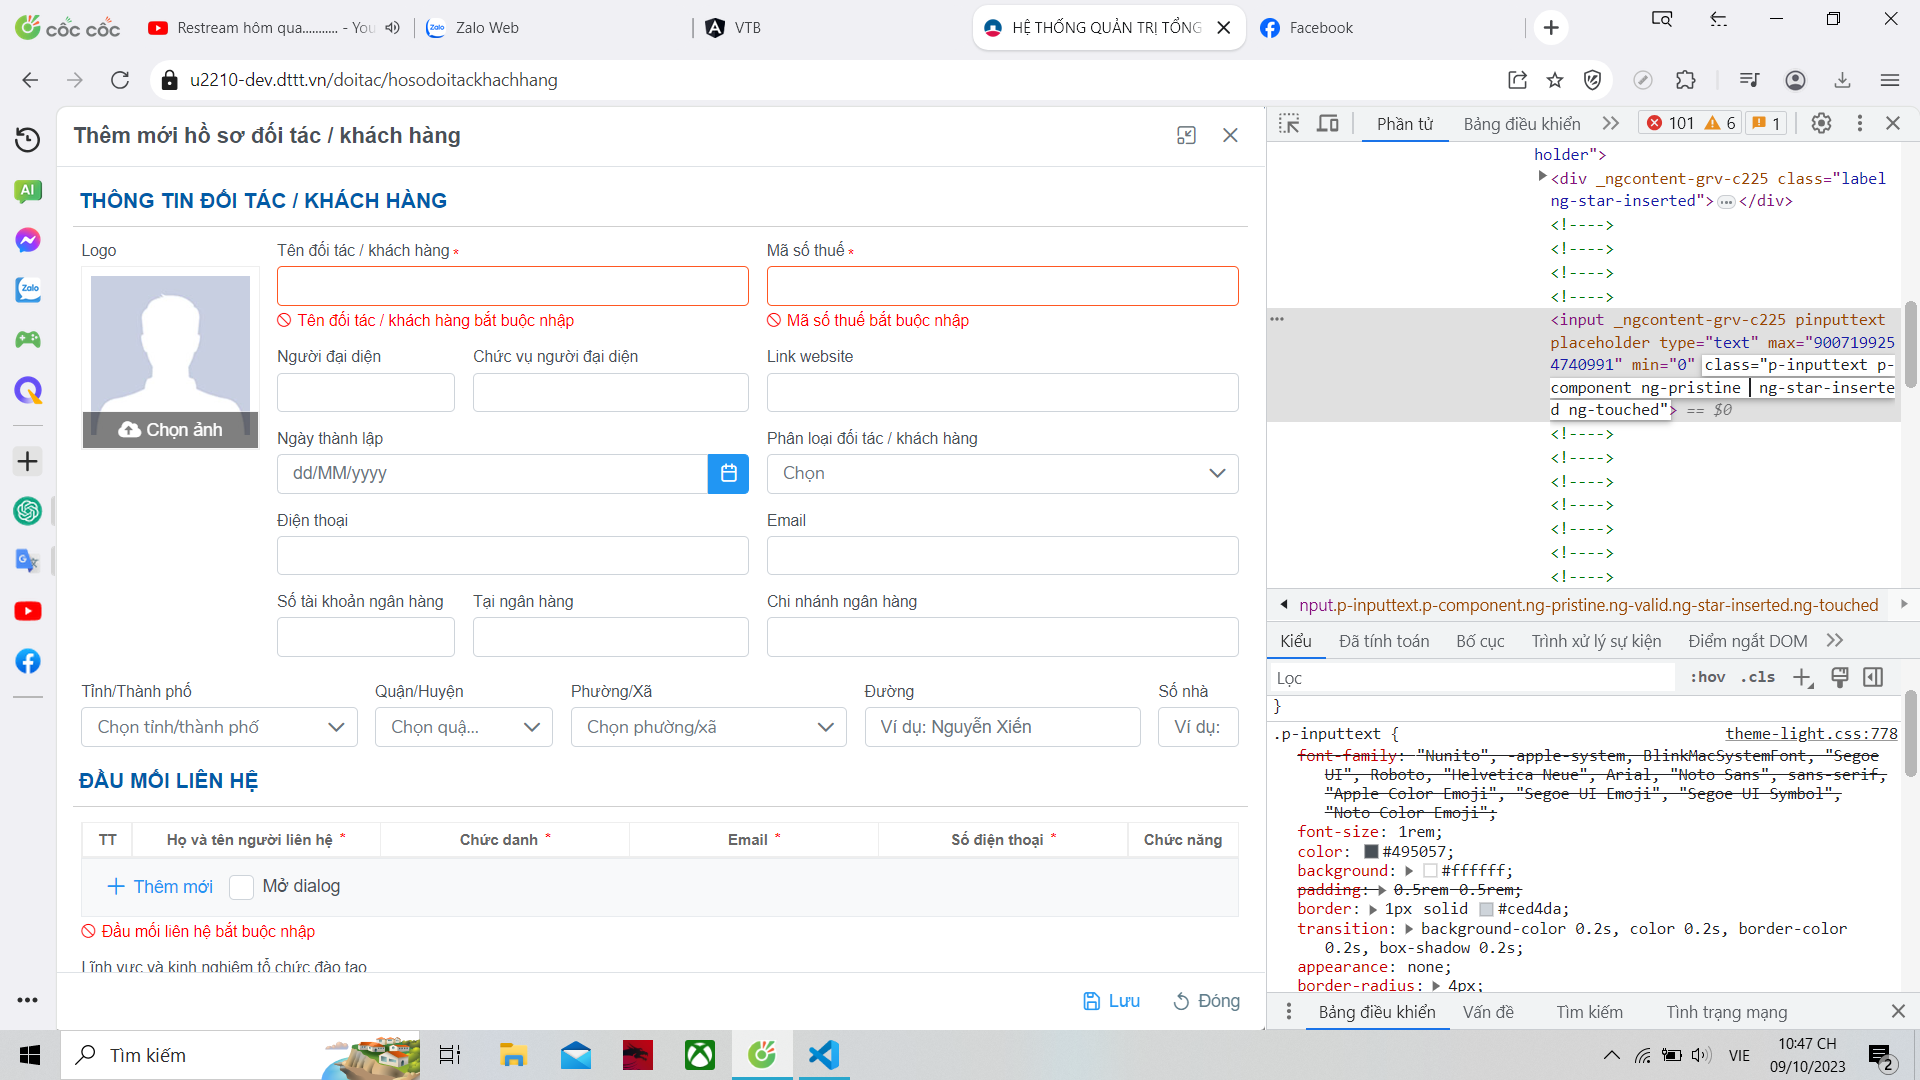 cốc cốc
Restream hôm qua........... - You
Zalo Web
VTB
HỆ THỐNG QUẢN TRỊ TỔNG
Facebook
u2210-dev.dttt.vn/doitac/hosodoitackhachhang
Thêm mới hồ sơ đối tác / khách hàng
THÔNG TIN ĐỐI TÁC / KHÁCH HÀNG
Logo
Tên đối tác / khách hàng *
Mã số thuế *
Tên đối tác / khách hàng bắt buộc nhập
Mã số thuế bắt buộc nhập
Chọn ảnh
Người đại diện
Chức vụ người đại diện
Link website
Ngày thành lập
Phân loại đối tác / khách hàng
dd/MM/yyyy
Chọn
Điện thoại
Email
Số tài khoản ngân hàng
Tại ngân hàng
Chi nhánh ngân hàng
Tỉnh/Thành phố
Quận/Huyện
Phường/Xã
Đường
Số nhà
Chọn tỉnh/thành phố
Chọn quậ...
Chọn phường/xã
Ví dụ: Nguyễn Xiến
Ví dụ:
ĐẦU MỐI LIÊN HỆ
TT
Họ và tên người liên hệ *
Chức danh *
Email *
Số điện thoại *
Chức năng
Thêm mới
Mở dialog
Đầu mối liên hệ bắt buộc nhập
Lĩnh vực và kinh nghiệm tổ chức đào tạo
Lưu
Đóng
AI
Zalo
Phần tử
Bảng điều khiển
101
6
1
holder">
<div _ngcontent-grv-c225 class="label
ng-star-inserted">…</div>
<!---->
<!---->
<!---->
<!---->
<input _ngcontent-grv-c225 pinputtext
placeholder type="text" max="900719925
4740991" min="0" class="p-inputtext p-
component ng-pristine  ng-star-inserte
d ng-touched"> == $0
<!---->
<!---->
<!---->
<!---->
<!---->
<!---->
<!---->
nput.p-inputtext.p-component.ng-pristine.ng-valid.ng-star-inserted.ng-touched
Kiểu
Đã tính toán
Bố cục
Trình xử lý sự kiện
Điểm ngắt DOM
Lọc
:hov
.cls
}
.p-inputtext {
theme-light.css:778
font-family: "Nunito", -apple-system, BlinkMacSystemFont, "Segoe
UI", Roboto, "Helvetica Neue", Arial, "Noto Sans", sans-serif,
"Apple Color Emoji", "Segoe UI Emoji", "Segoe UI Symbol",
"Noto Color Emoji";
font-size: 1rem;
color: #495057;
background: #ffffff;
padding: 0.5rem 0.5rem;
border: 1px solid #ced4da;
transition: background-color 0.2s, color 0.2s, border-color
0.2s, box-shadow 0.2s;
appearance: none;
border-radius: 4px;
Bảng điều khiển
Vấn đề
Tìm kiếm
Tình trạng mạng
Tìm kiếm
VIE
10:47 CH
09/10/2023
2